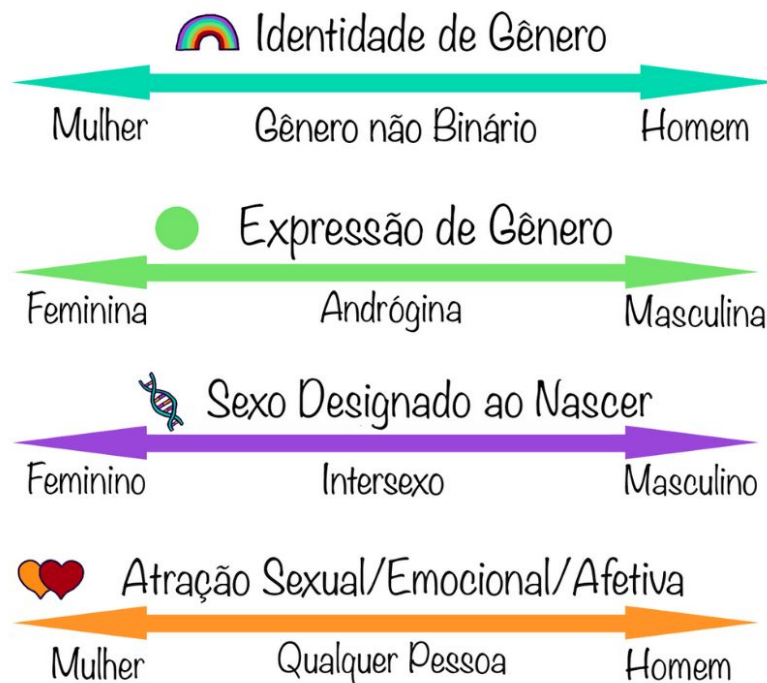 Identidade de Gênero
Mulher Gênero não Binário Homem
Expressão de Gênero
Feminina Andrógina Masculina
Sexo Designado ao Nascer
Feminino Intersexo Masculino
Atração Sexual/Emocional/Afetiva
Mulher Qualquer Pessoa Homem